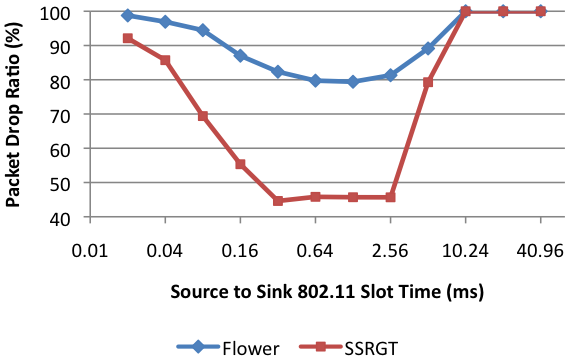 Packet Drop Ratio (%)
100
90
80
70
60
50
40
0.01 0.04 0.16 0.64 2.56 10.24 40.96
Source to Sink 802.11 Slot Time (ms)
Flower SSRGT